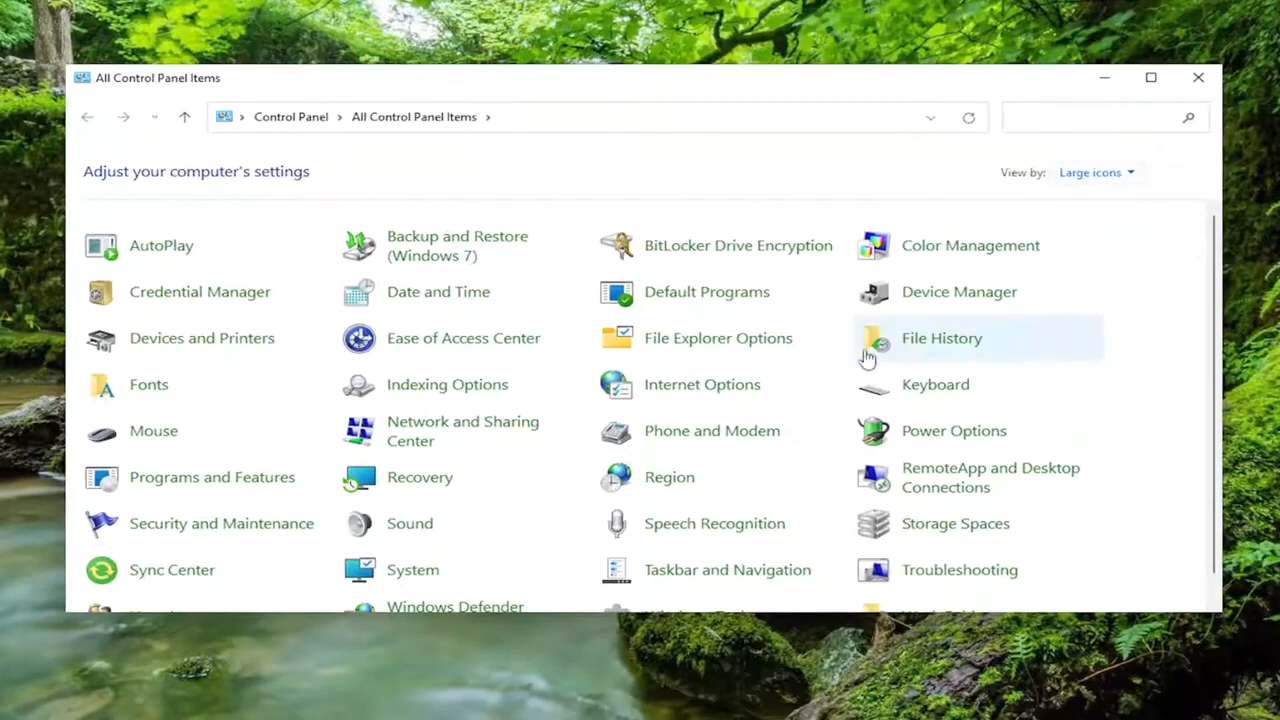 All Control Panel Items
Control Panel All Control Panel Items
Adjust your computer's settings
View by: Large icons
AutoPlay
Backup and Restore
(Windows 7)
BitLocker Drive Encryption
Color Management
Credential Manager
Date and Time
Default Programs
Device Manager
Devices and Printers
Ease of Access Center
File Explorer Options
File History
Fonts
Indexing Options
Internet Options
Keyboard
Mouse
Network and Sharing
Center
Phone and Modem
Power Options
Programs and Features
Recovery
Region
RemoteApp and Desktop
Connections
Security and Maintenance
Sound
Speech Recognition
Storage Spaces
Sync Center
System
Taskbar and Navigation
Troubleshooting
Windows Defender